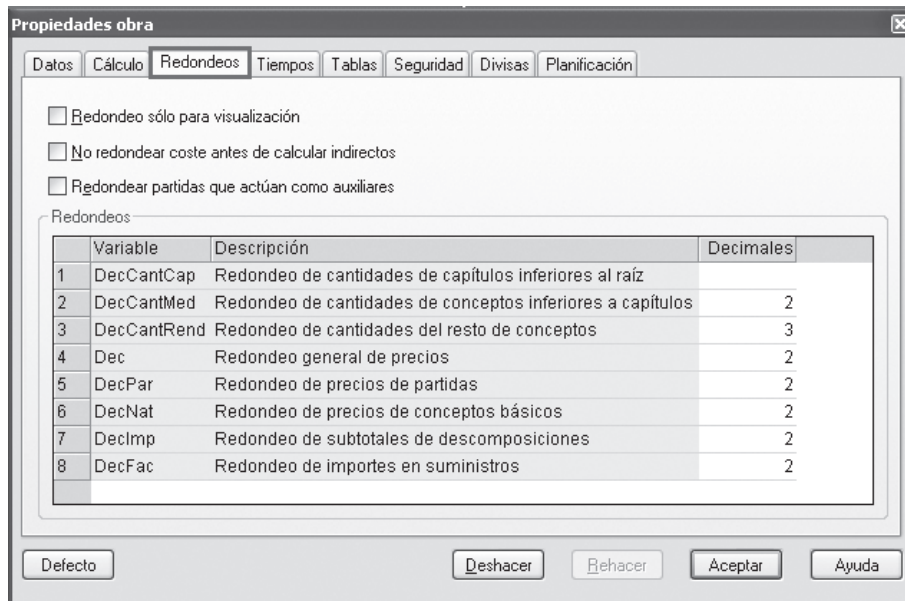 Propiedades obra
Datos Cálculo Redondeos Tiempos Tablas Seguridad Divisas Planificación
Redondeo sólo para visualización
No redondear coste antes de calcular indirectos
Redondear partidas que actúan como auxiliares
Redondeos
Variable Descripción Decimales
1 DecCantCap Redondeo de cantidades de capítulos inferiores al raíz
2 DecCantMed Redondeo de cantidades de conceptos inferiores a capítulos 2
3 DecCantRend Redondeo de cantidades del resto de conceptos 3
4 Dec Redondeo general de precios 2
5 DecPar Redondeo de precios de partidas 2
6 DecNat Redondeo de precios de conceptos básicos 2
7 DecImp Redondeo de subtotales de descomposiciones 2
8 DecFac Redondeo de importes en suministros 2
Defecto Deshacer Rehacer Aceptar Ayuda